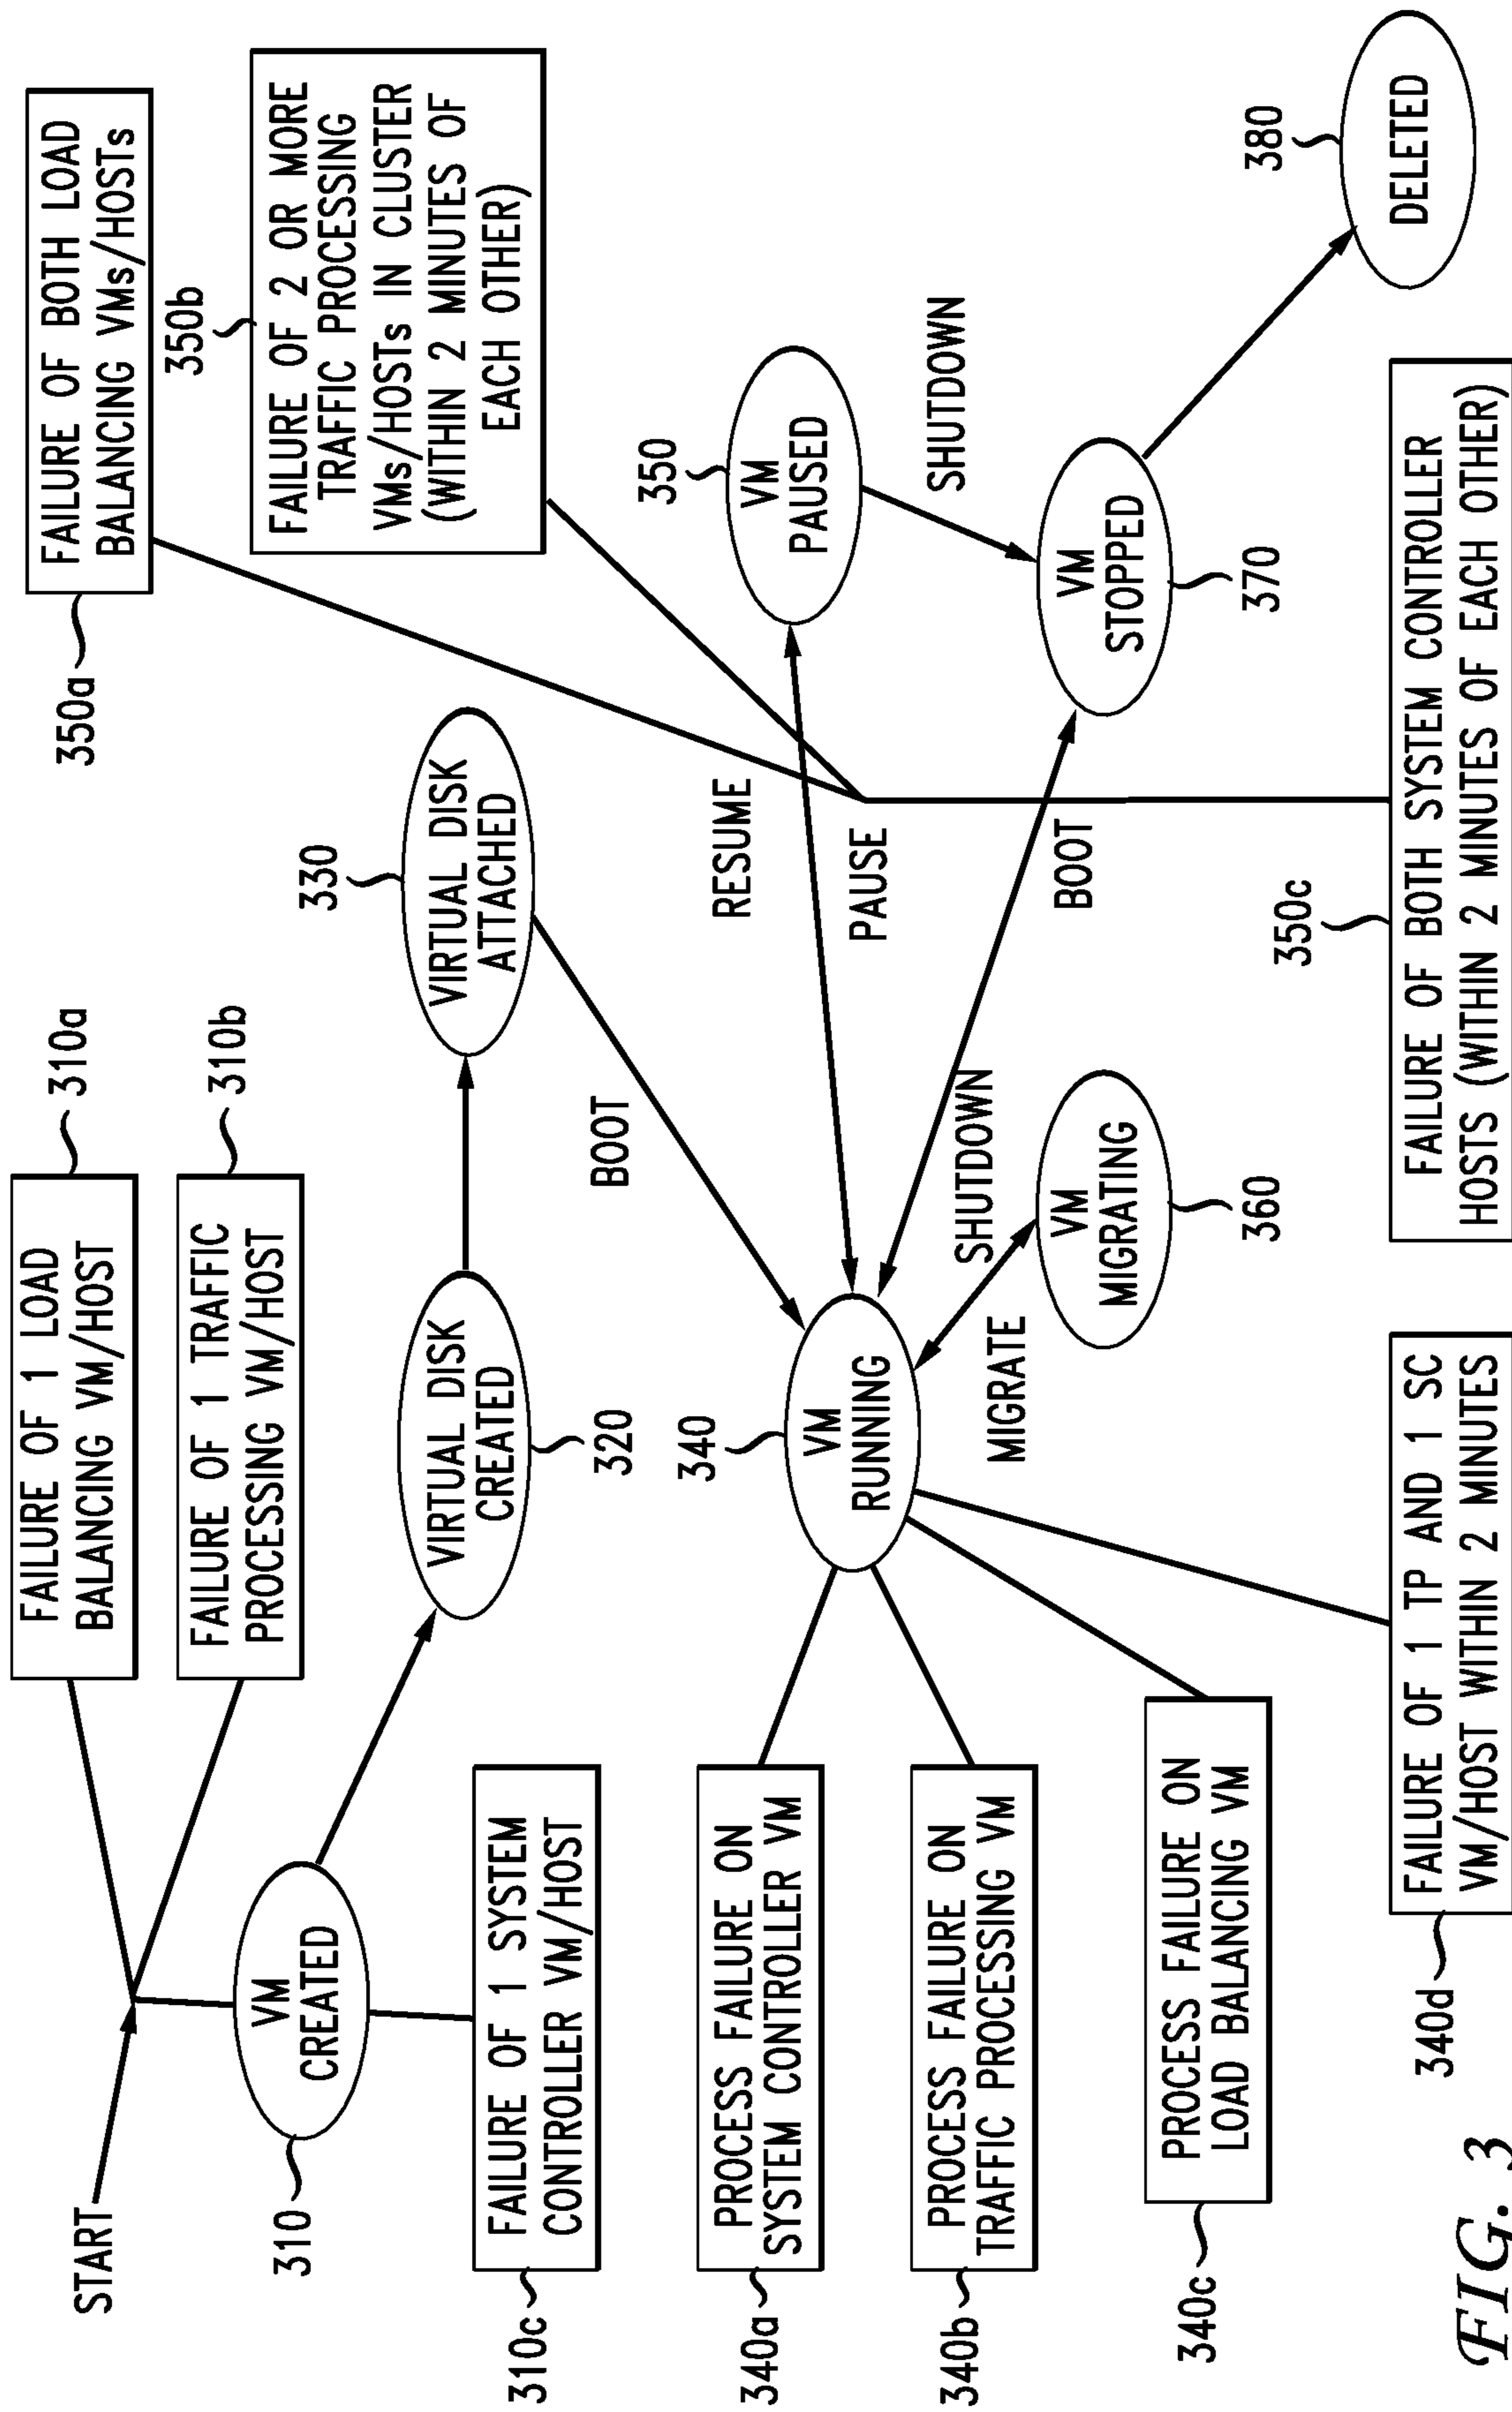 START
310
VM
CREATED
FAILURE OF 1 LOAD
BALANCING VM/HOST
310a
FAILURE OF 1 TRAFFIC
PROCESSING VM/HOST
310b
FAILURE OF 1 SYSTEM
CONTROLLER VM/HOST
310c
VIRTUAL DISK
CREATED
320
VIRTUAL DISK
ATTACHED
330
BOOT
FAILURE OF BOTH LOAD
BALANCING VMs/HOSTs
350a
350b
FAILURE OF 2 OR MORE
TRAFFIC PROCESSING
VMs/HOSTs IN CLUSTER
(WITHIN 2 MINUTES OF
EACH OTHER)
340
VM
RUNNING
RESUME
PAUSE
350
VM
PAUSED
SHUTDOWN
BOOT
SHUTDOWN
MIGRATE
VM
MIGRATING
360
VM
STOPPED
370
380
DELETED
PROCESS FAILURE ON
SYSTEM CONTROLLER VM
340a
PROCESS FAILURE ON
TRAFFIC PROCESSING VM
340b
PROCESS FAILURE ON
LOAD BALANCING VM
340c
FAILURE OF 1 TP AND 1 SC
VM/HOST WITHIN 2 MINUTES
340d
350c
FAILURE OF BOTH SYSTEM CONTROLLER
HOSTS (WITHIN 2 MINUTES OF EACH OTHER)
FIG. 3